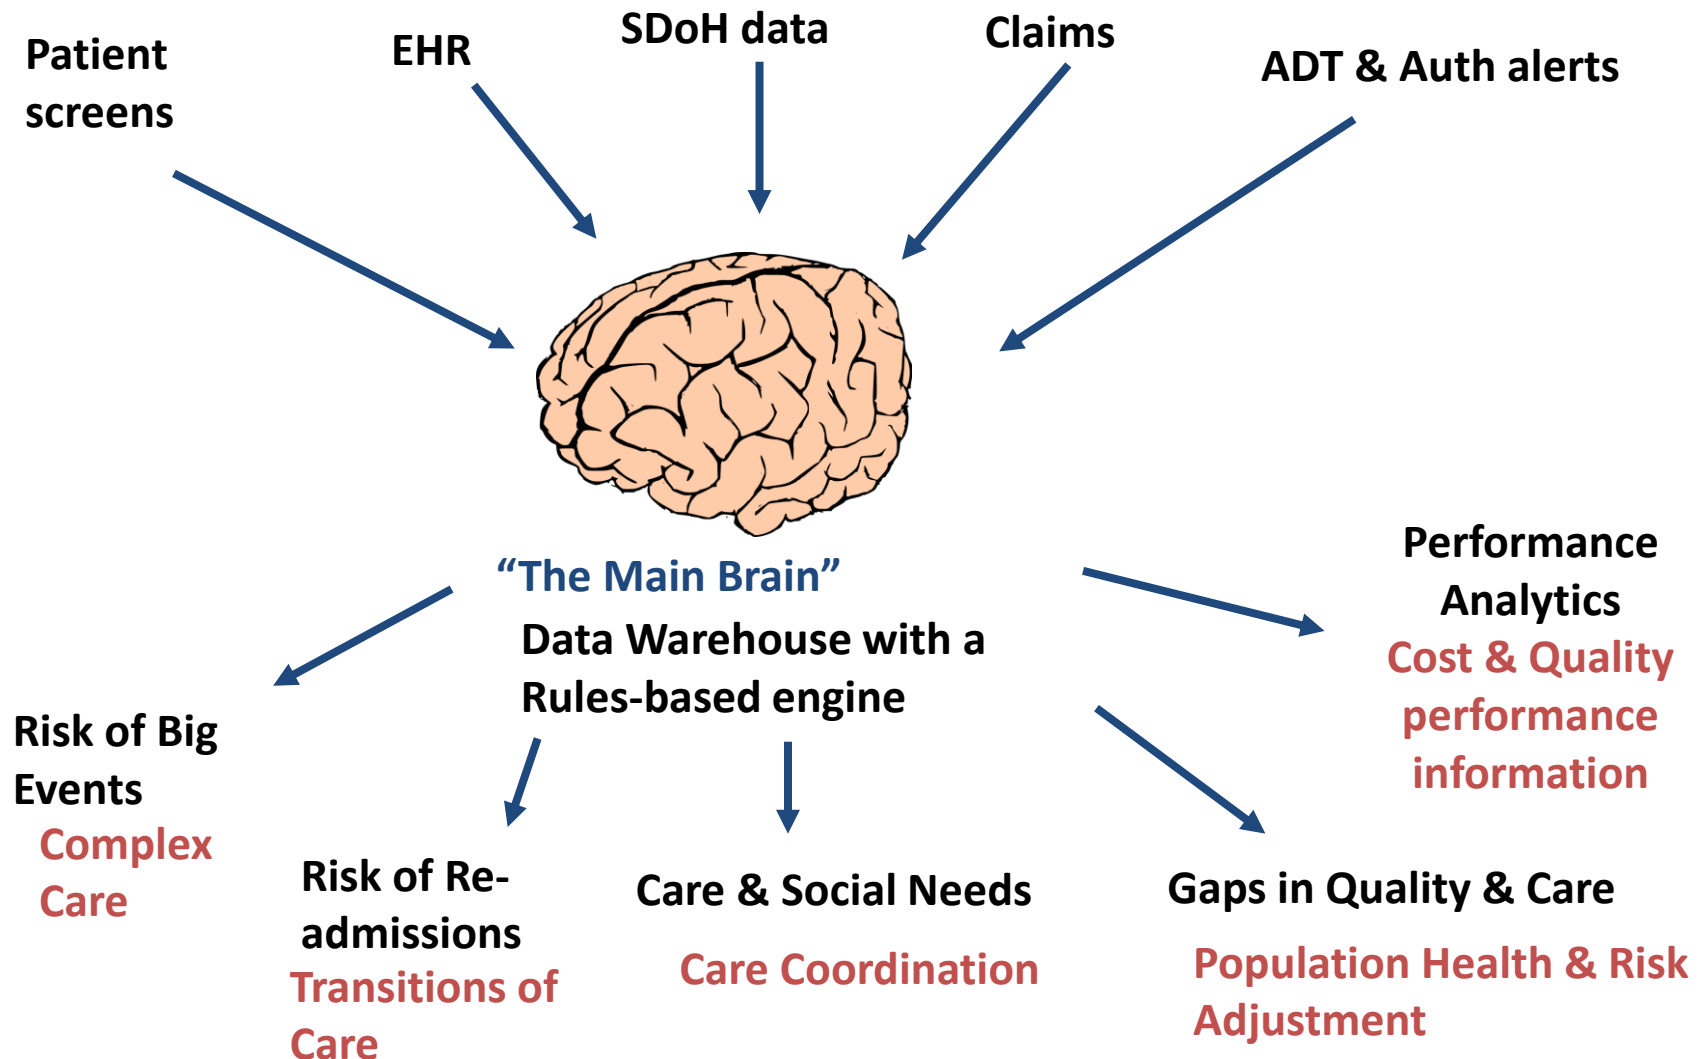 Patient
screens
EHR
SDoH data
Claims
ADT & Auth alerts
“The Main Brain”
Data Warehouse with a
Rules-based engine
Risk of Big
Events
Complex
Care
Risk of Re-
admissions
Transitions of
Care
Care & Social Needs
Care Coordination
Gaps in Quality & Care
Population Health & Risk
Adjustment
Performance
Analytics
Cost & Quality
performance
information